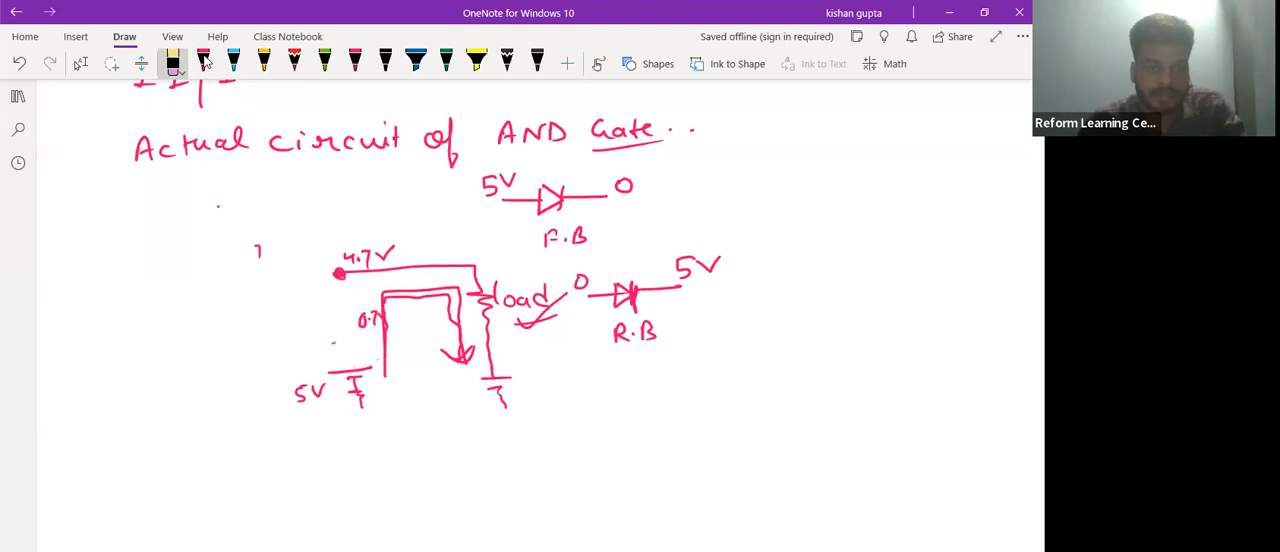 OneNote for Windows 10
kishan gupta
Home Insert Draw View Help Class Notebook
Saved offline (sign in required)
Share
Shapes Ink to Shape Ink to Text Math
Reform Learning Ce...
Actual circuit of AND Gate..
5V 0
F.B
4.7V
load
0 5V
R.B
0.7
5V